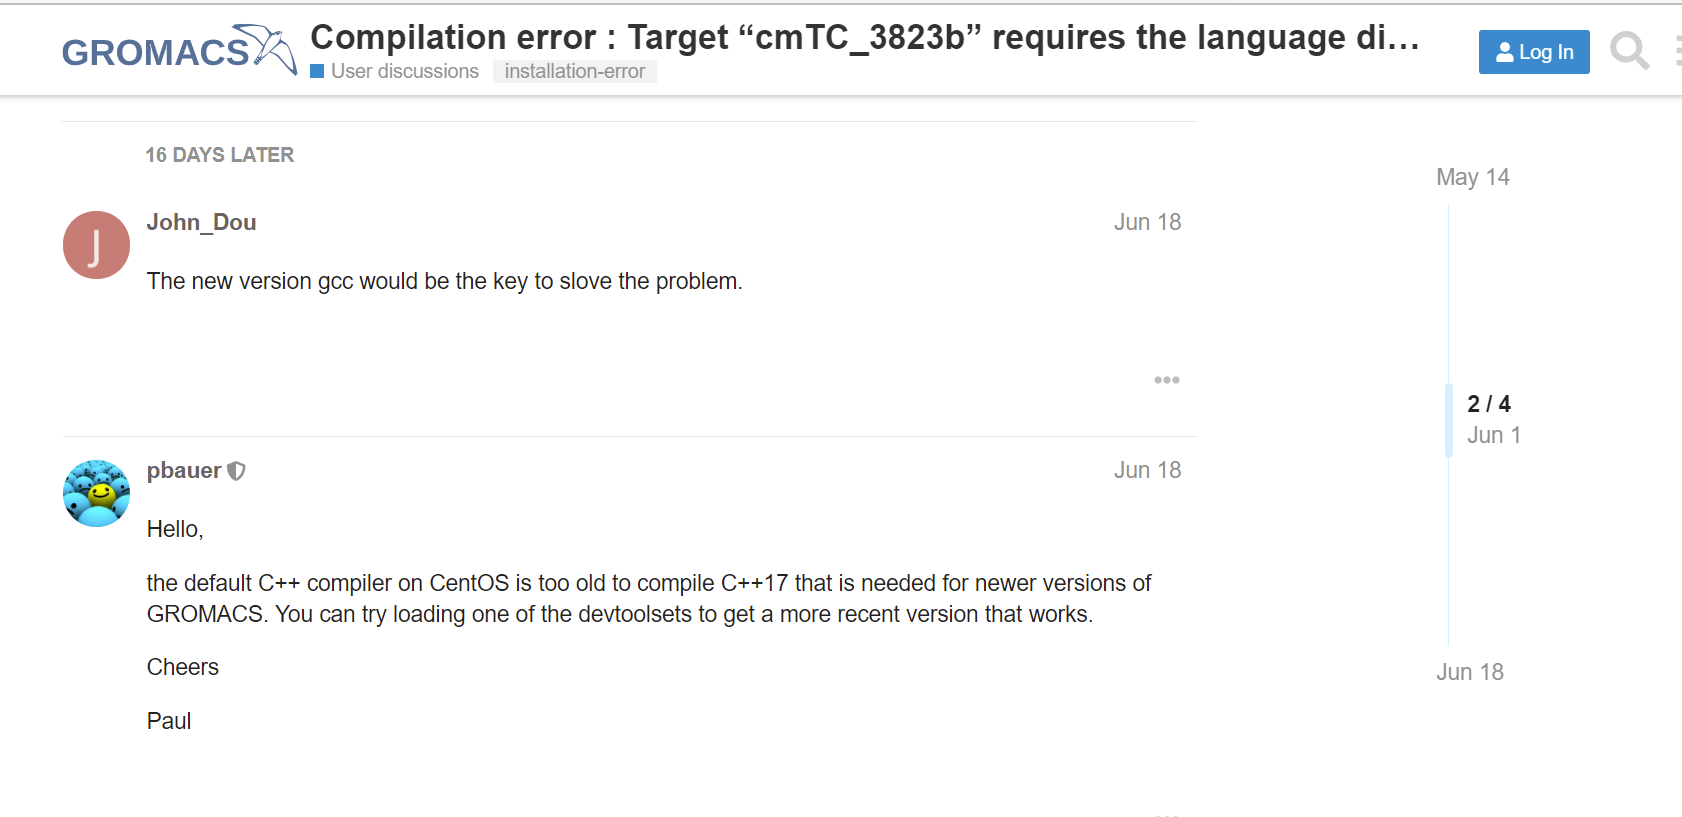 GROMACS
Compilation error : Target “cmTC_3823b” requires the language di...
User discussions installation-error
Log In
16 DAYS LATER
May 14
John_Dou Jun 18
J
The new version gcc would be the key to slove the problem.
2 / 4
Jun 1
pbauer Jun 18
Hello,
the default C++ compiler on CentOS is too old to compile C++17 that is needed for newer versions of
GROMACS. You can try loading one of the devtoolsets to get a more recent version that works.
Cheers
Jun 18
Paul